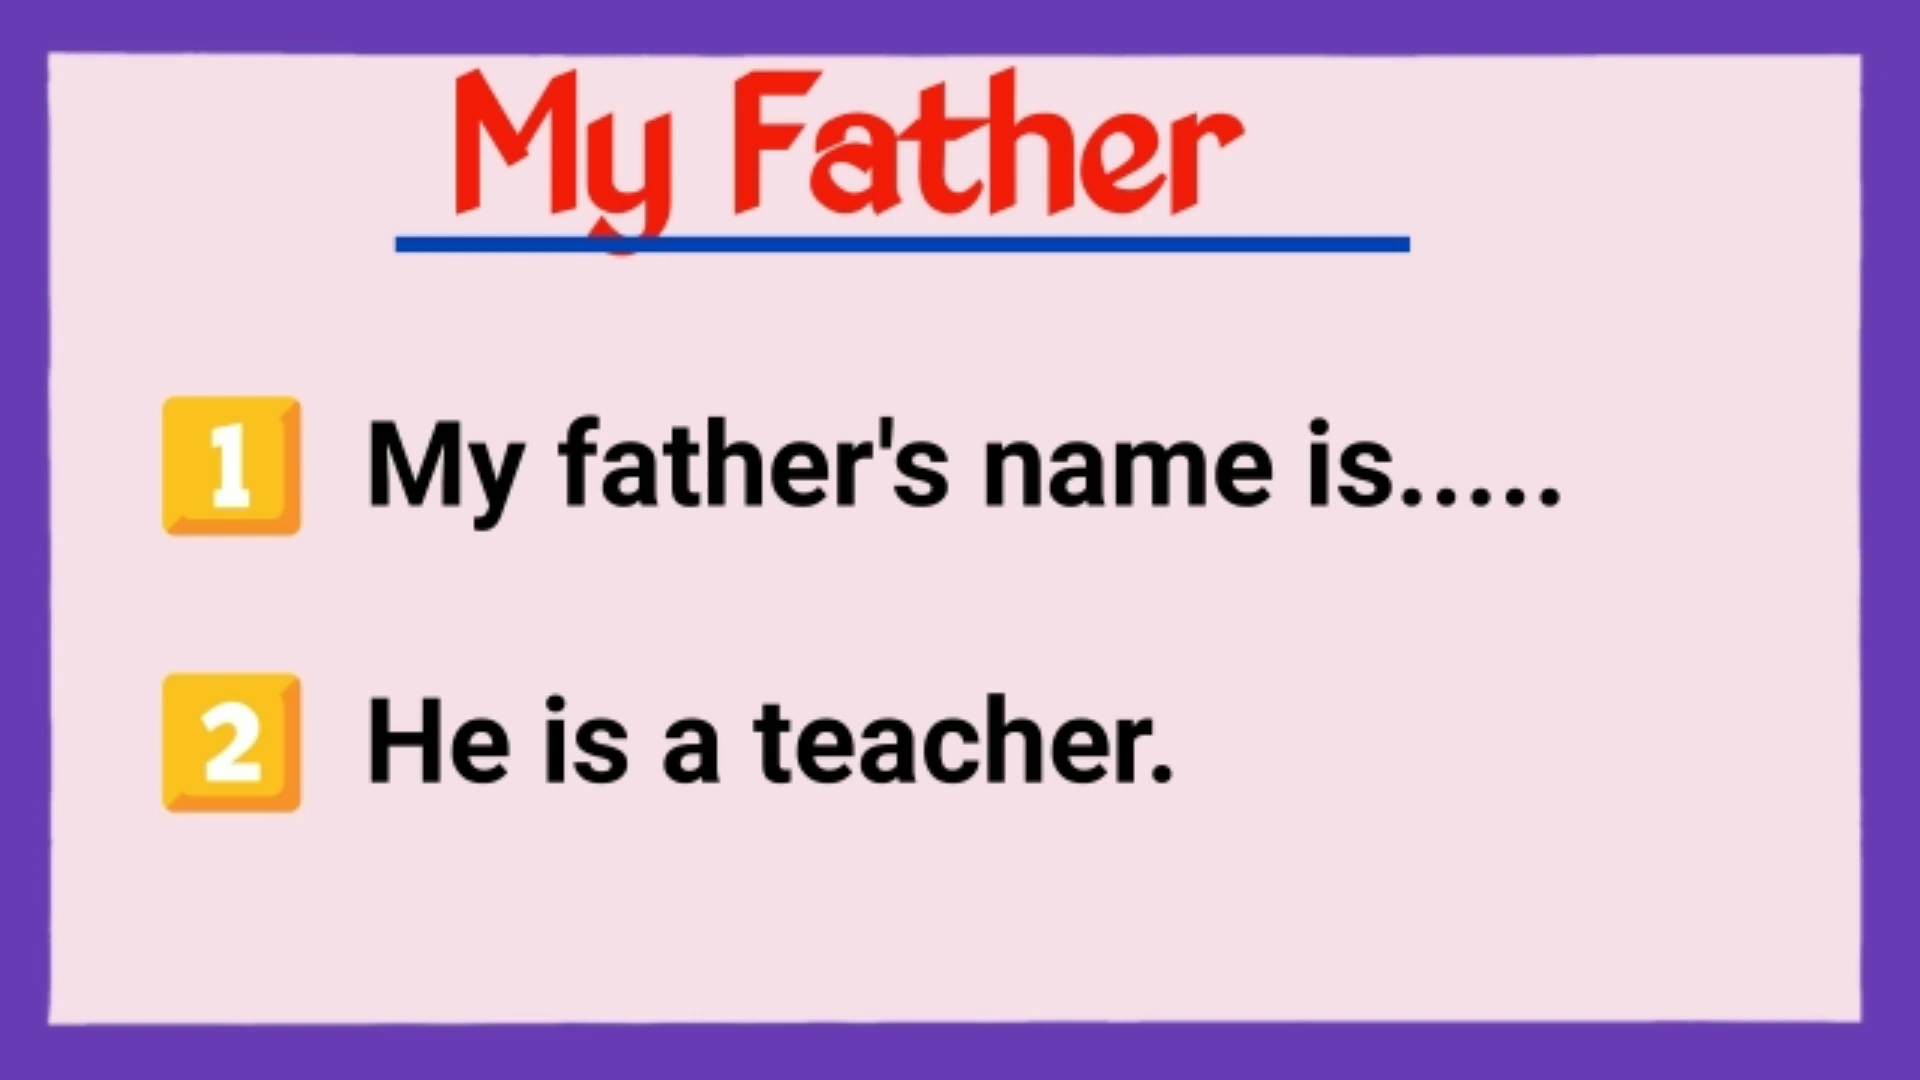 My Father
1 My father's name is.....
2 He is a teacher.